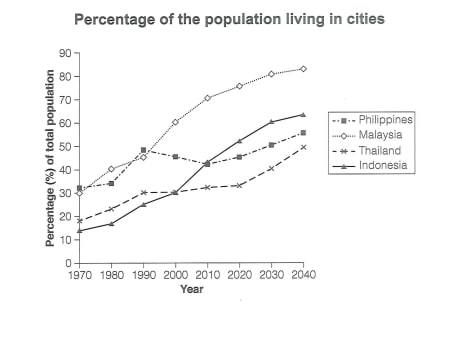 Percentage of the population living in cities
Percentage (%) of total population
90
80
70
60
50
40
30
20
10
0
1970 1980 1990 2000 2010 2020 2030 2040
Year
Philippines
Malaysia
Thailand
Indonesia